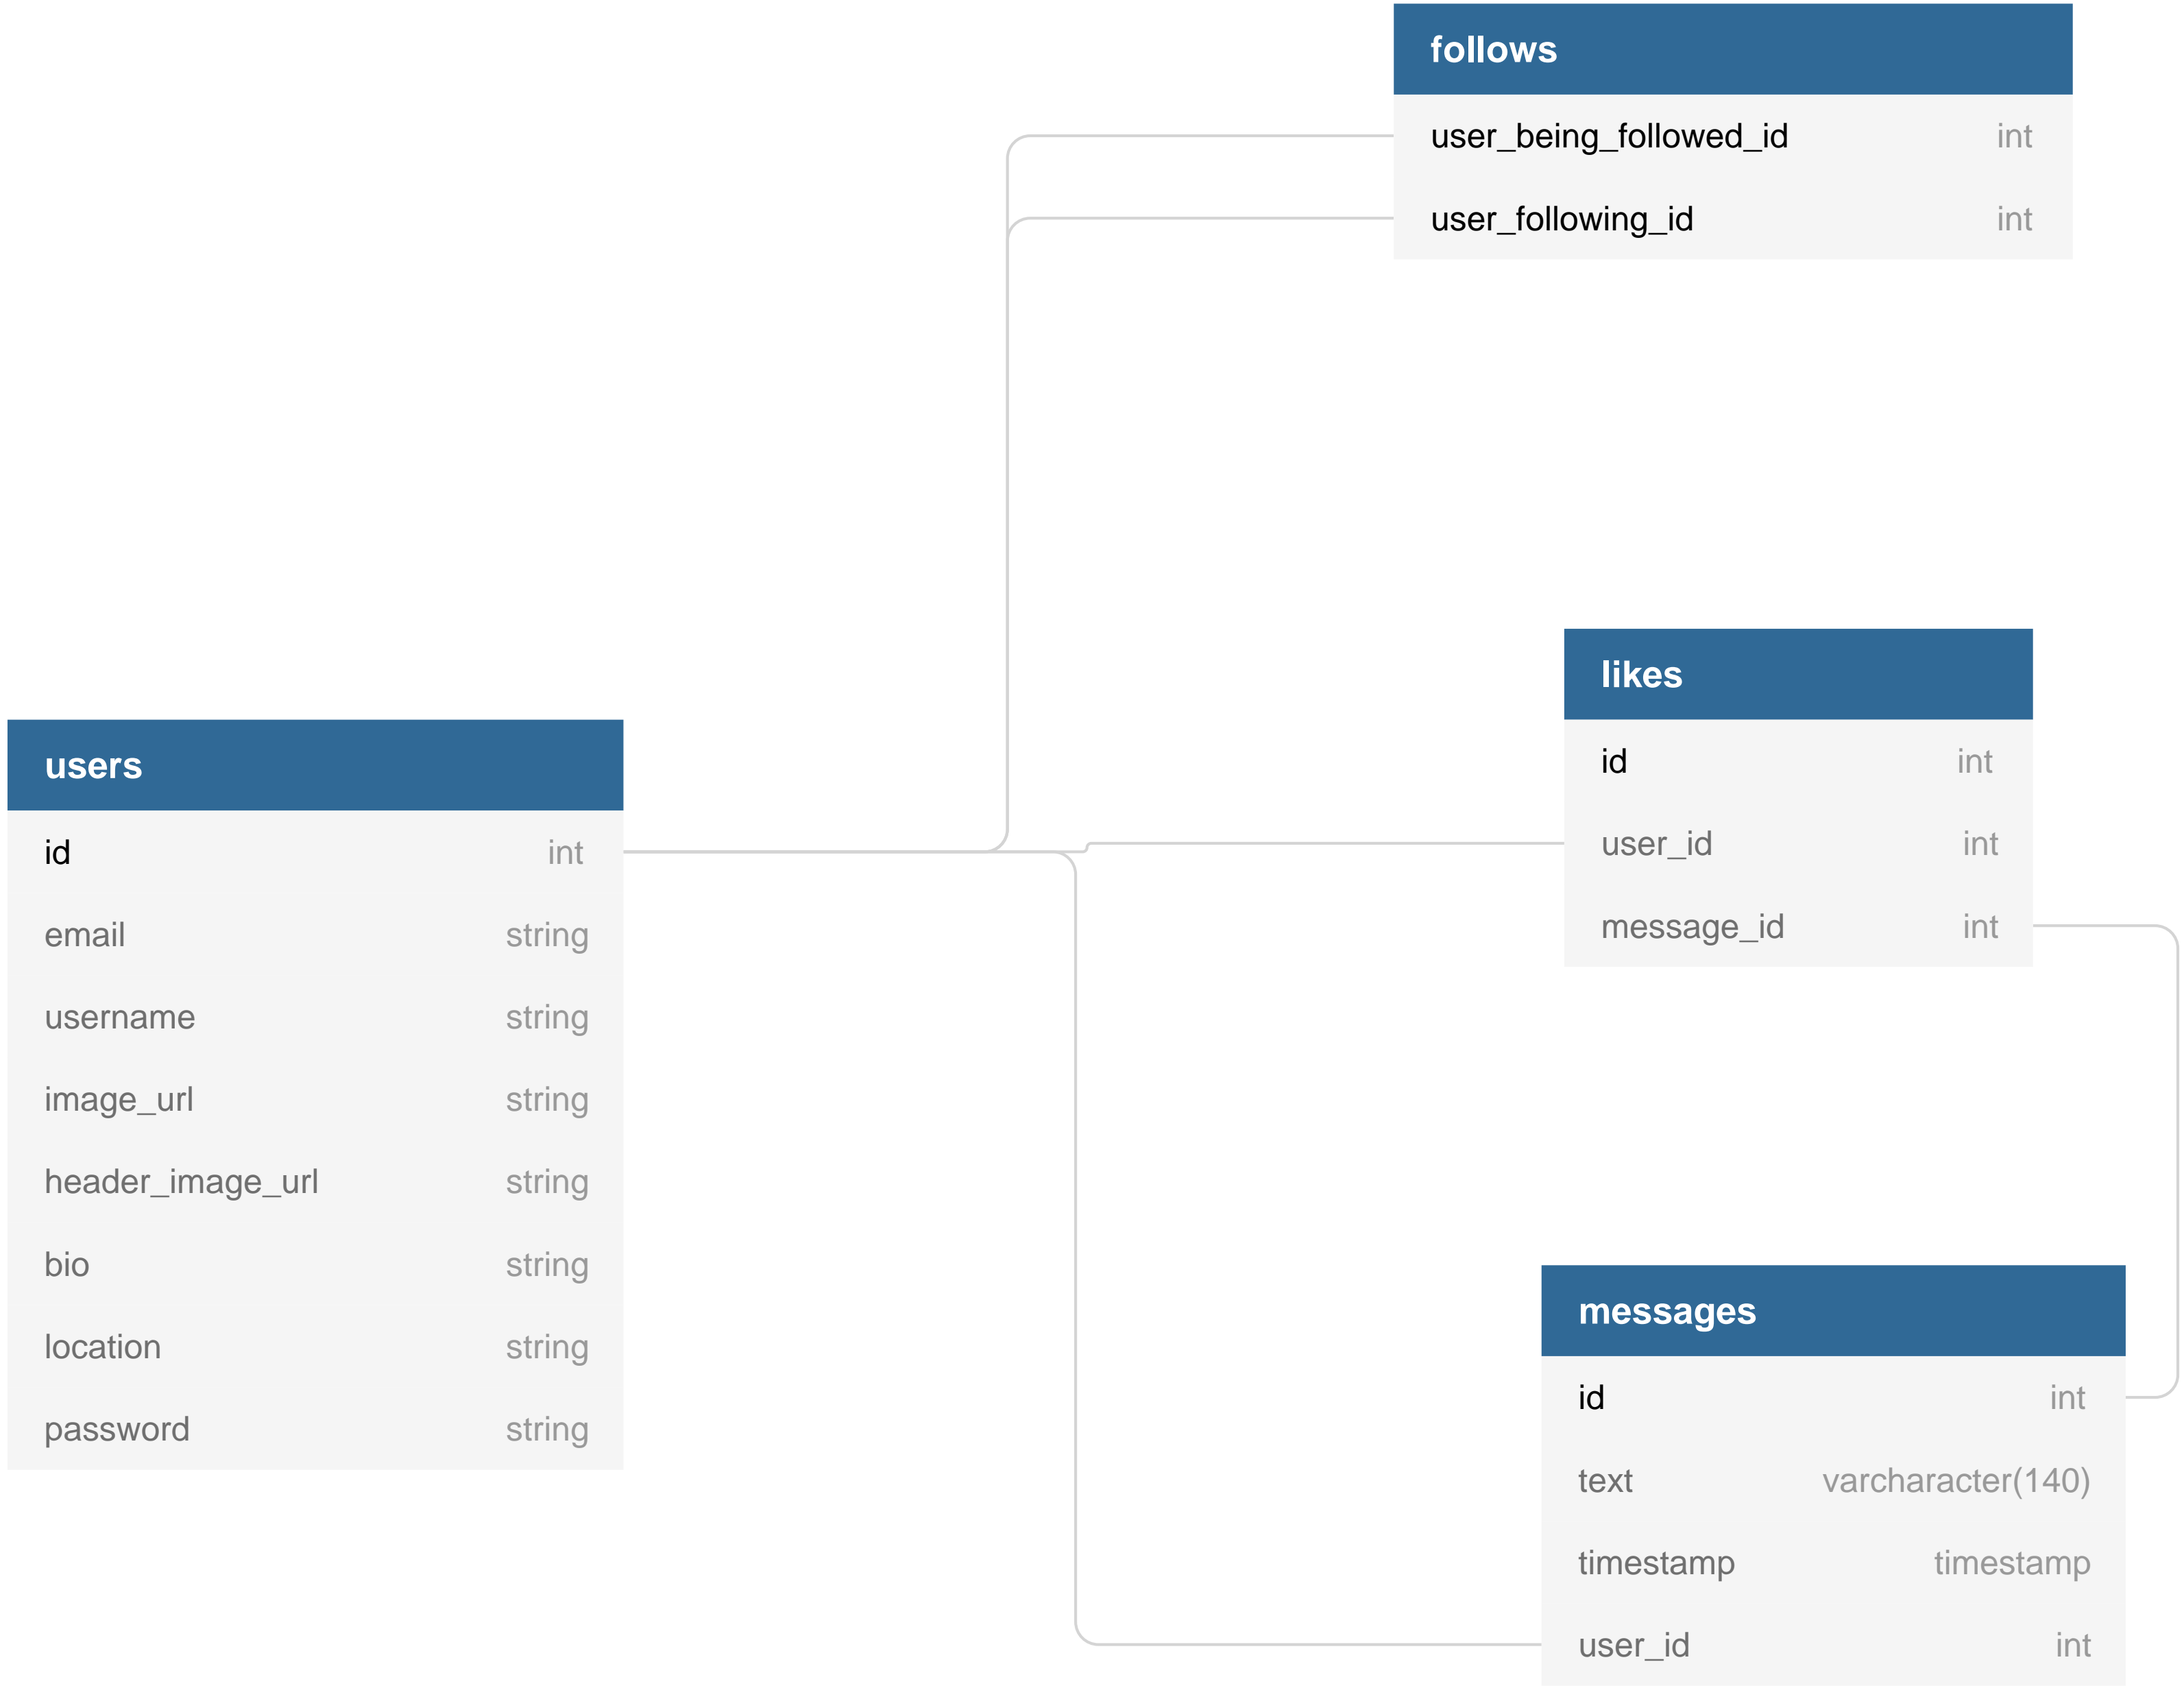 follows
user_being_followed_id int
user_following_id int
likes
id int
user_id int
message_id int
users
id int
email string
username string
image_url string
header_image_url string
bio string
location string
password string
messages
id int
text varcharacter(140)
timestamp timestamp
user_id int